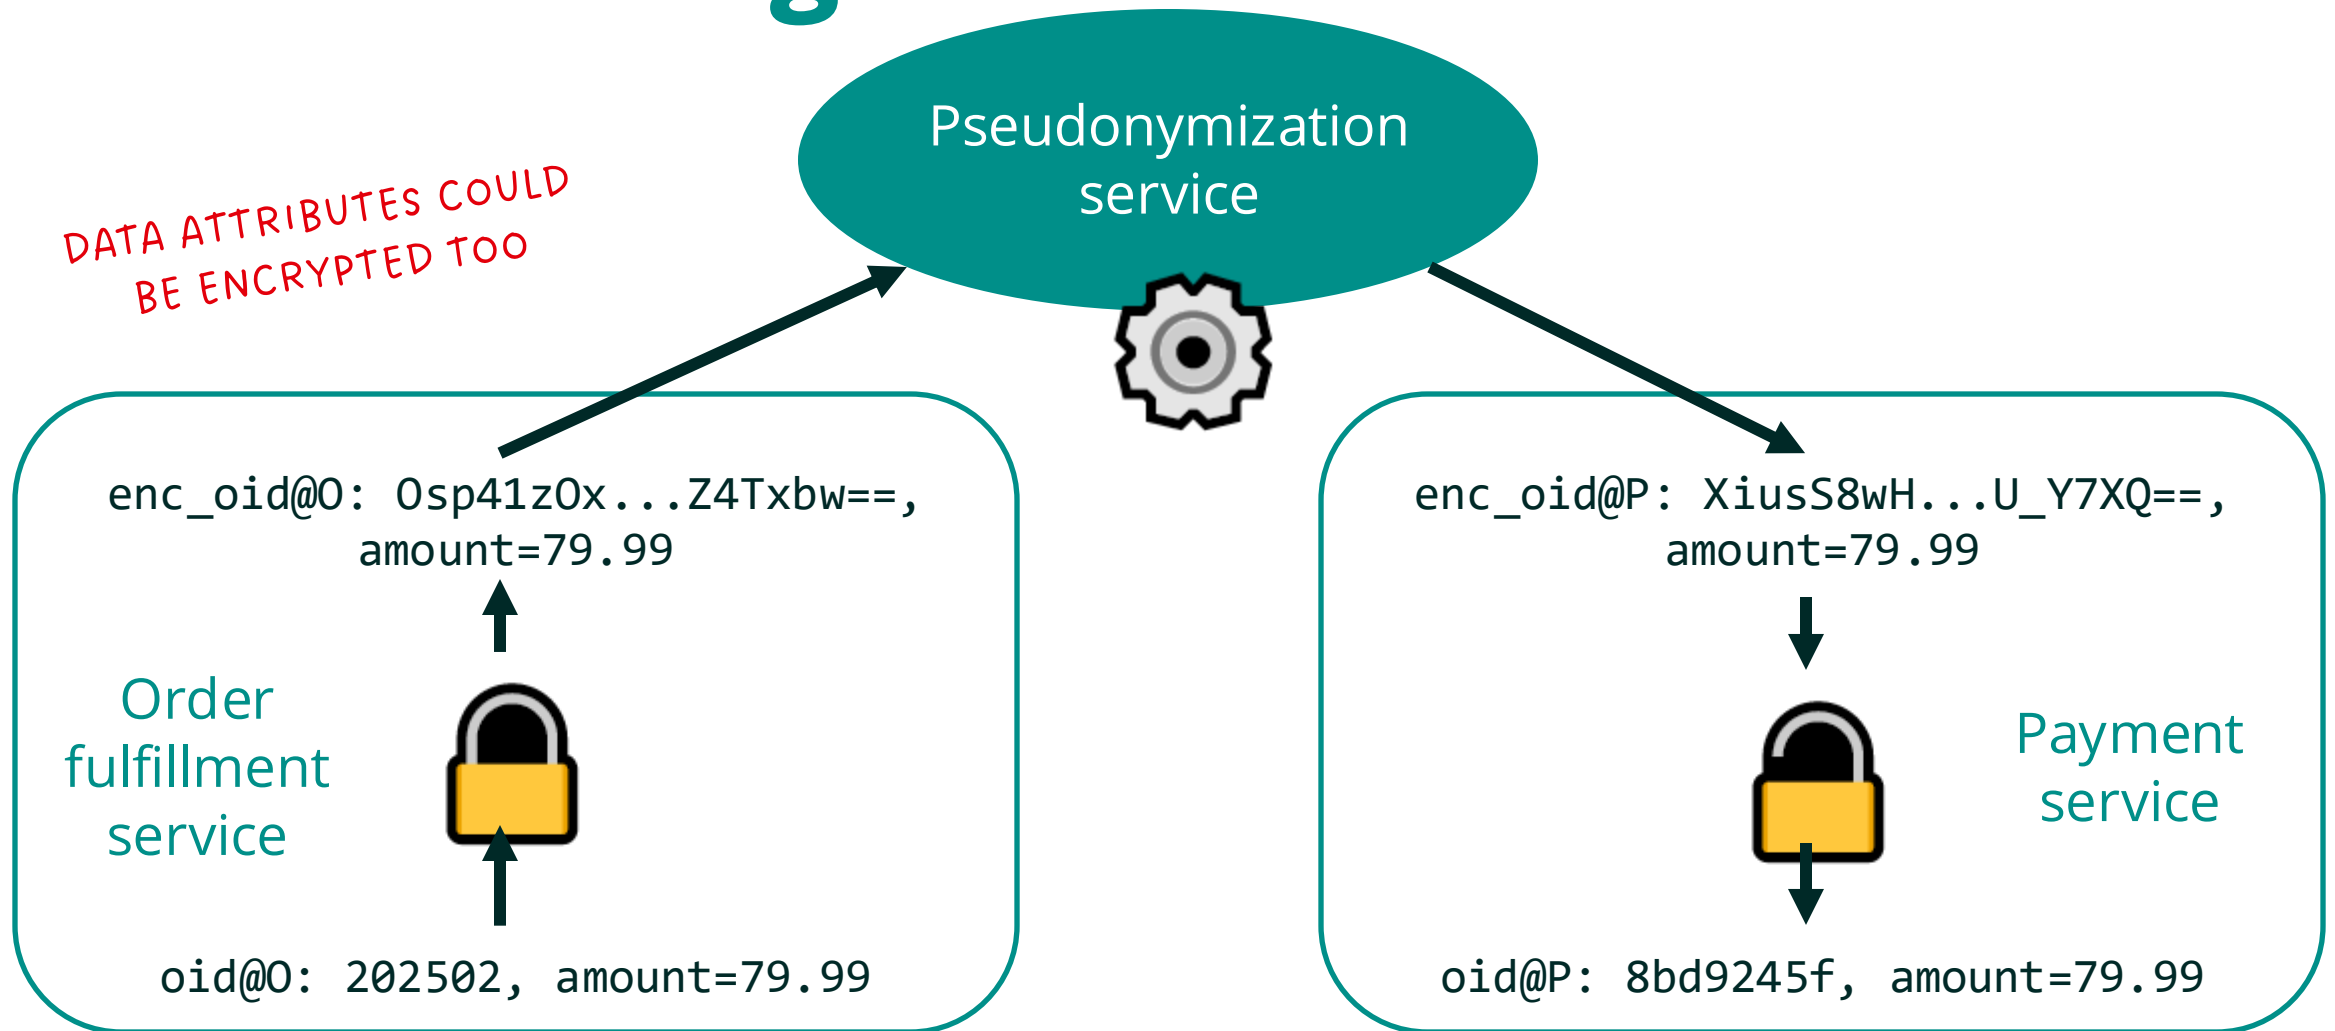 Pseudonymization
service
DATA ATTRIBUTES COULD
BE ENCRYPTED TOO
enc_oid@O: Osp41zOx...Z4Txbw==,
amount=79.99
Order
fulfillment
service
oid@O: 202502, amount=79.99
enc_oid@P: XiusS8wH...U_Y7XQ==,
amount=79.99
Payment
service
oid@P: 8bd9245f, amount=79.99